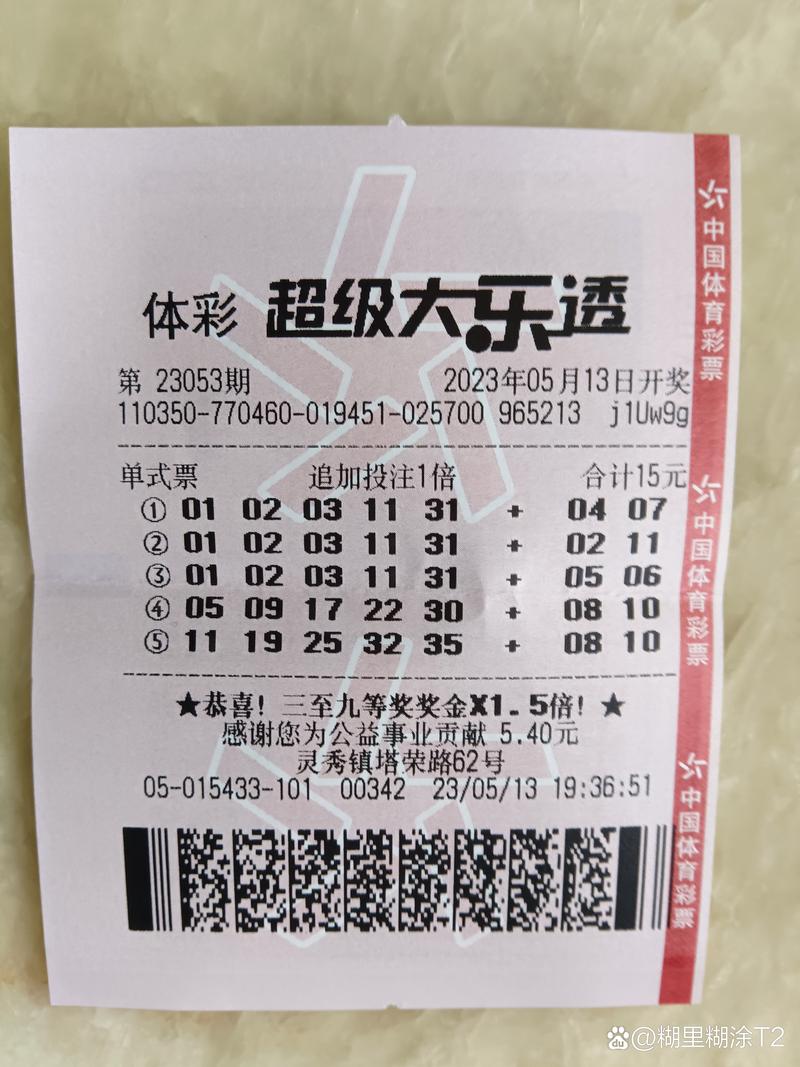 体彩 超级大乐透
第 23053期 2023年05月13日开奖
110350-770460-019451-025700 965213 j1Uw9g
单式票 追加投注1倍 合计15元
① 01 02 03 11 31 + 04 07
② 01 02 03 11 31 + 02 11
③ 01 02 03 11 31 + 05 06
④ 05 09 17 22 30 + 08 10
⑤ 11 19 25 32 35 + 08 10
★恭喜！三至九等奖奖金X1.5倍！★
感谢您为公益事业贡献 5.40元
灵秀镇塔荣路62号
05-015433-101 00342 23/05/13 19:36:51
中国体育彩票
中国体育彩票
中国体育彩票
Bai du @糊里糊涂T2